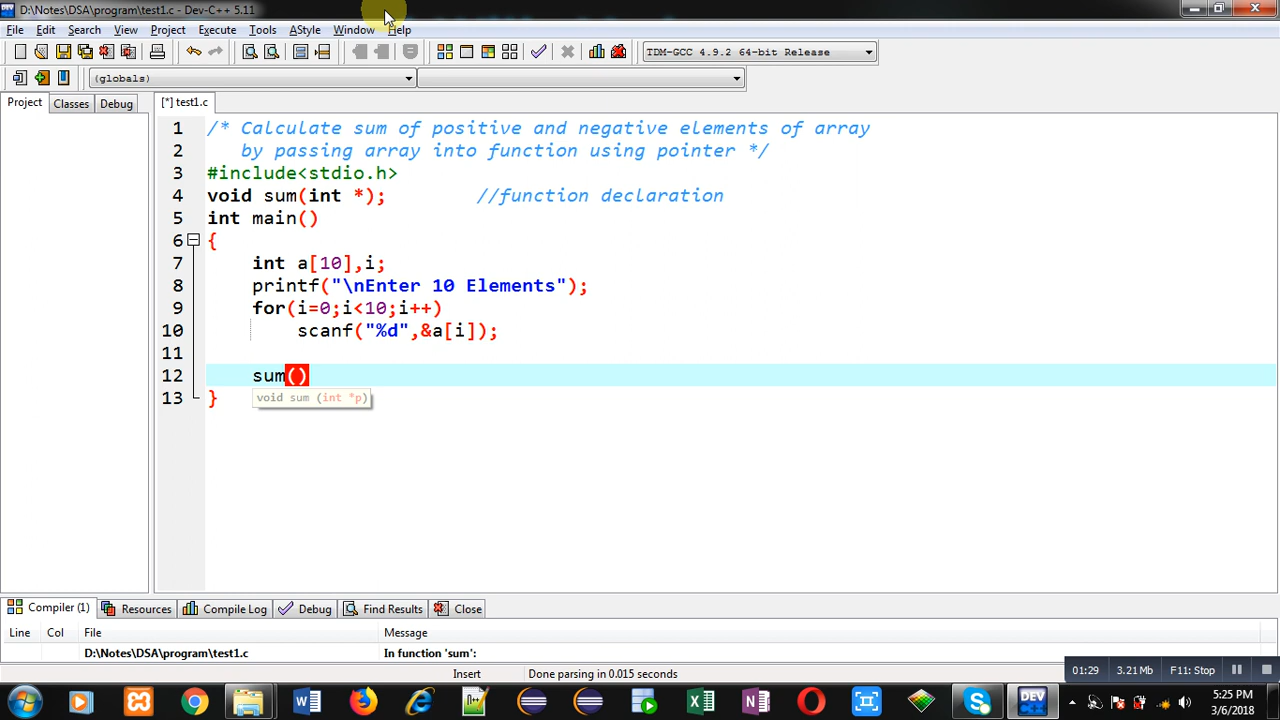 D:\Notes\DSA\program\test1.c - Dev-C++ 5.11
File Edit Search View Project Execute Tools AStyle Window Help
TDM-GCC 4.9.2 64-bit Release
(globals)
Project Classes Debug [*] test1.c
1 /* Calculate sum of positive and negative elements of array
2 by passing array into function using pointer */
3 #include<stdio.h>
4 void sum(int *); //function declaration
5 int main()
6 {
7 int a[10],i;
8 printf("\nEnter 10 Elements");
9 for(i=0;i<10;i++)
10 scanf("%d",&a[i]);
11
12 sum()
void sum (int *p)
13 }
Compiler (1) Resources Compile Log Debug Find Results Close
Line Col File Message
D:\Notes\DSA\program\test1.c In function 'sum':
Insert Done parsing in 0.015 seconds
01:29 3.21 Mb F11: Stop
5:25 PM
3/6/2018